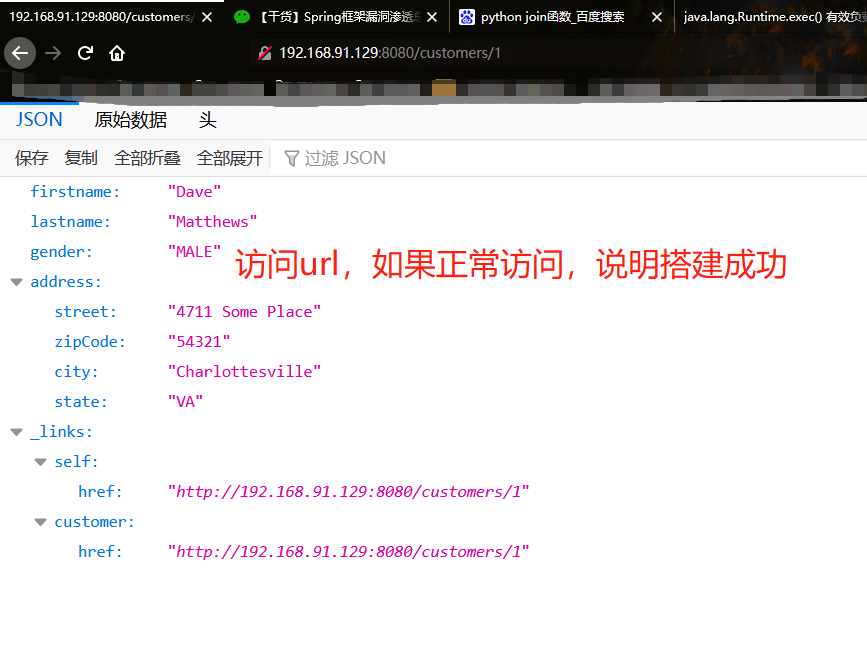 192.168.91.129:8080/customers/
【干货】Spring框架漏洞渗透
python join函数_百度搜索
java.lang.Runtime.exec() 有效负
192.168.91.129:8080/customers/1
JSON 原始数据 头
保存 复制 全部折叠 全部展开 过滤 JSON
firstname: "Dave"
lastname: "Matthews"
gender: "MALE"
访问url，如果正常访问，说明搭建成功
address:
street: "4711 Some Place"
zipCode: "54321"
city: "Charlottesville"
state: "VA"
_links:
self:
href: "http://192.168.91.129:8080/customers/1"
customer:
href: "http://192.168.91.129:8080/customers/1"